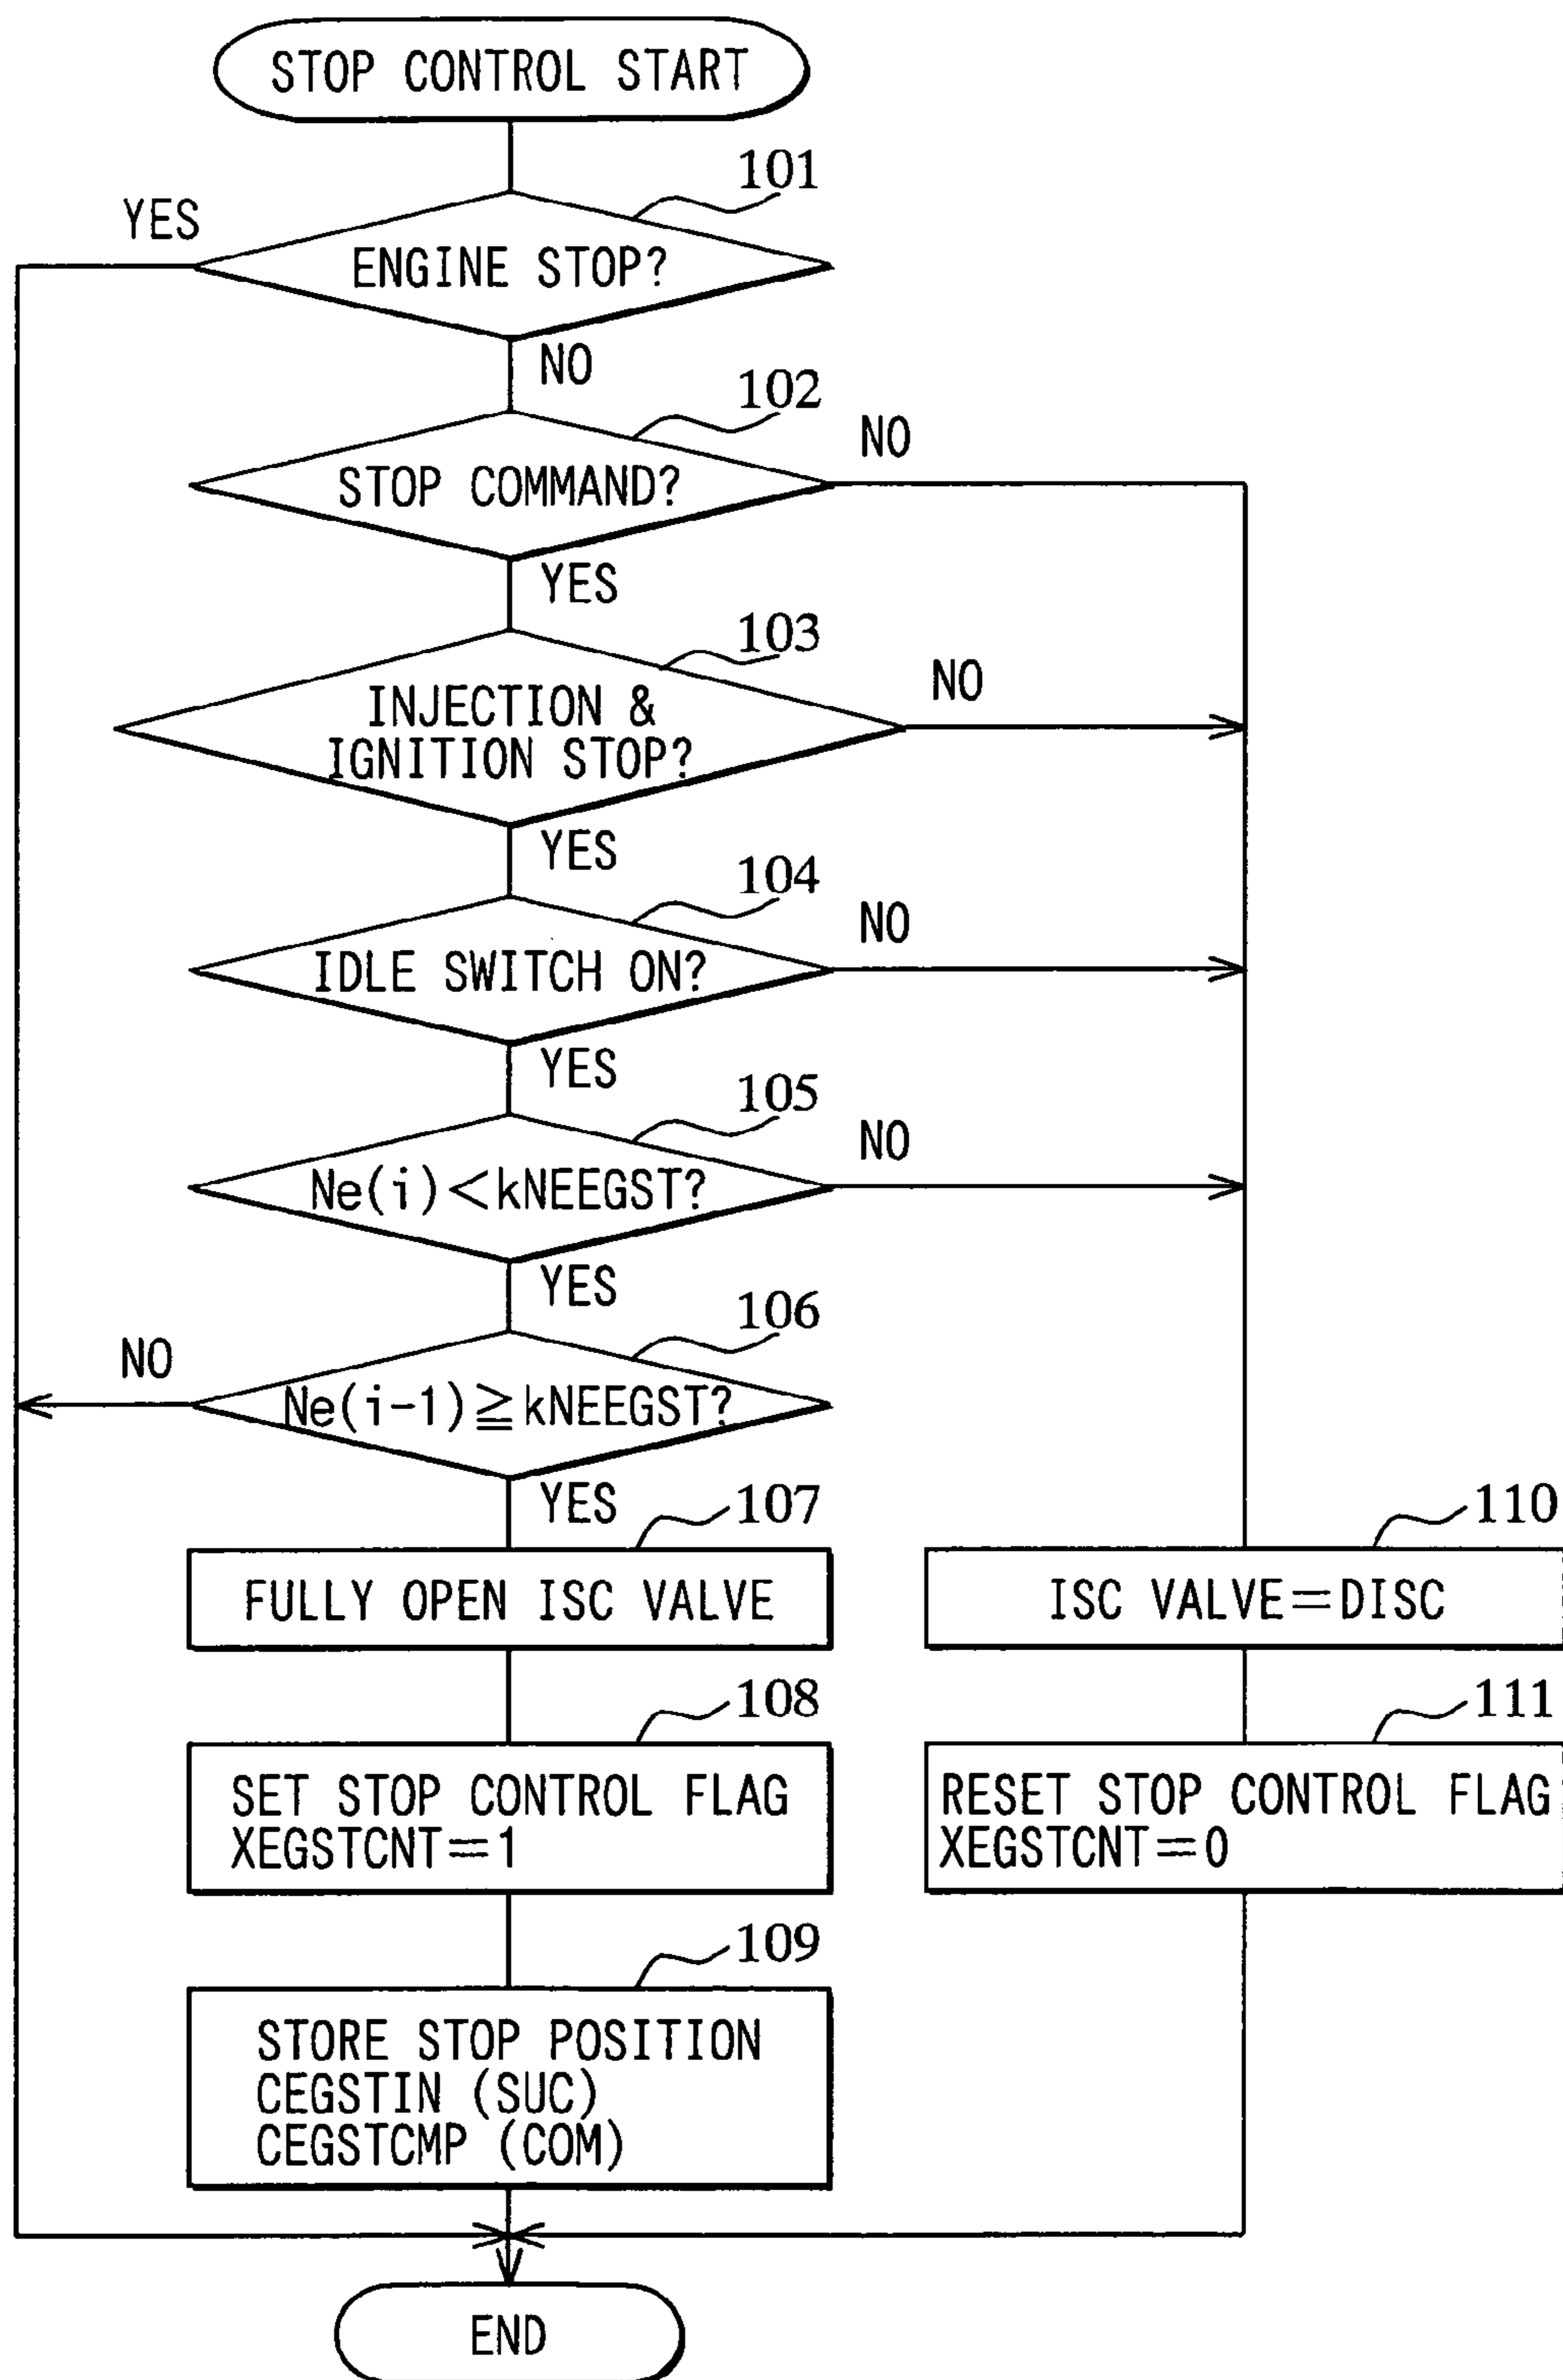 STOP CONTROL START
101
YES
ENGINE STOP?
NO
102
NO
STOP COMMAND?
YES
103
NO
INJECTION &
IGNITION STOP?
YES
104
NO
IDLE SWITCH ON?
YES
105
NO
Ne(i)<kNEEGST?
YES
106
NO
Ne(i-1)≧kNEEGST?
YES
107
110
FULLY OPEN ISC VALVE
ISC VALVE=DISC
108
111
SET STOP CONTROL FLAG
XEGSTCNT=1
RESET STOP CONTROL FLAG
XEGSTCNT=0
109
STORE STOP POSITION
CEGSTIN (SUC)
CEGSTCMP (COM)
END